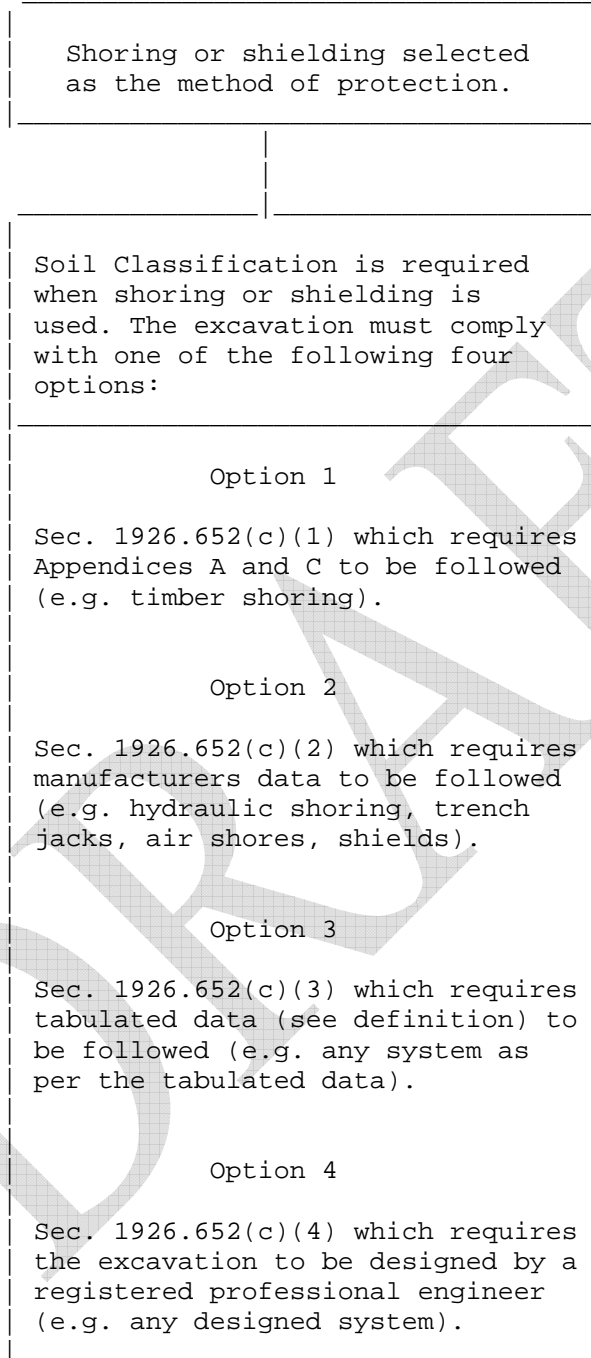 Shoring or shielding selected
as the method of protection.
Soil Classification is required
when shoring or shielding is
used. The excavation must comply
with one of the following four
options:
Option 1
Sec. 1926.652(c)(1) which requires
Appendices A and C to be followed
(e.g. timber shoring).
Option 2
Sec. 1926.652(c)(2) which requires
manufacturers data to be followed
(e.g. hydraulic shoring, trench
jacks, air shores, shields).
Option 3
Sec. 1926.652(c)(3) which requires
tabulated data (see definition) to
be followed (e.g. any system as
per the tabulated data).
Option 4
Sec. 1926.652(c)(4) which requires
the excavation to be designed by a
registered professional engineer
(e.g. any designed system).
DRAF